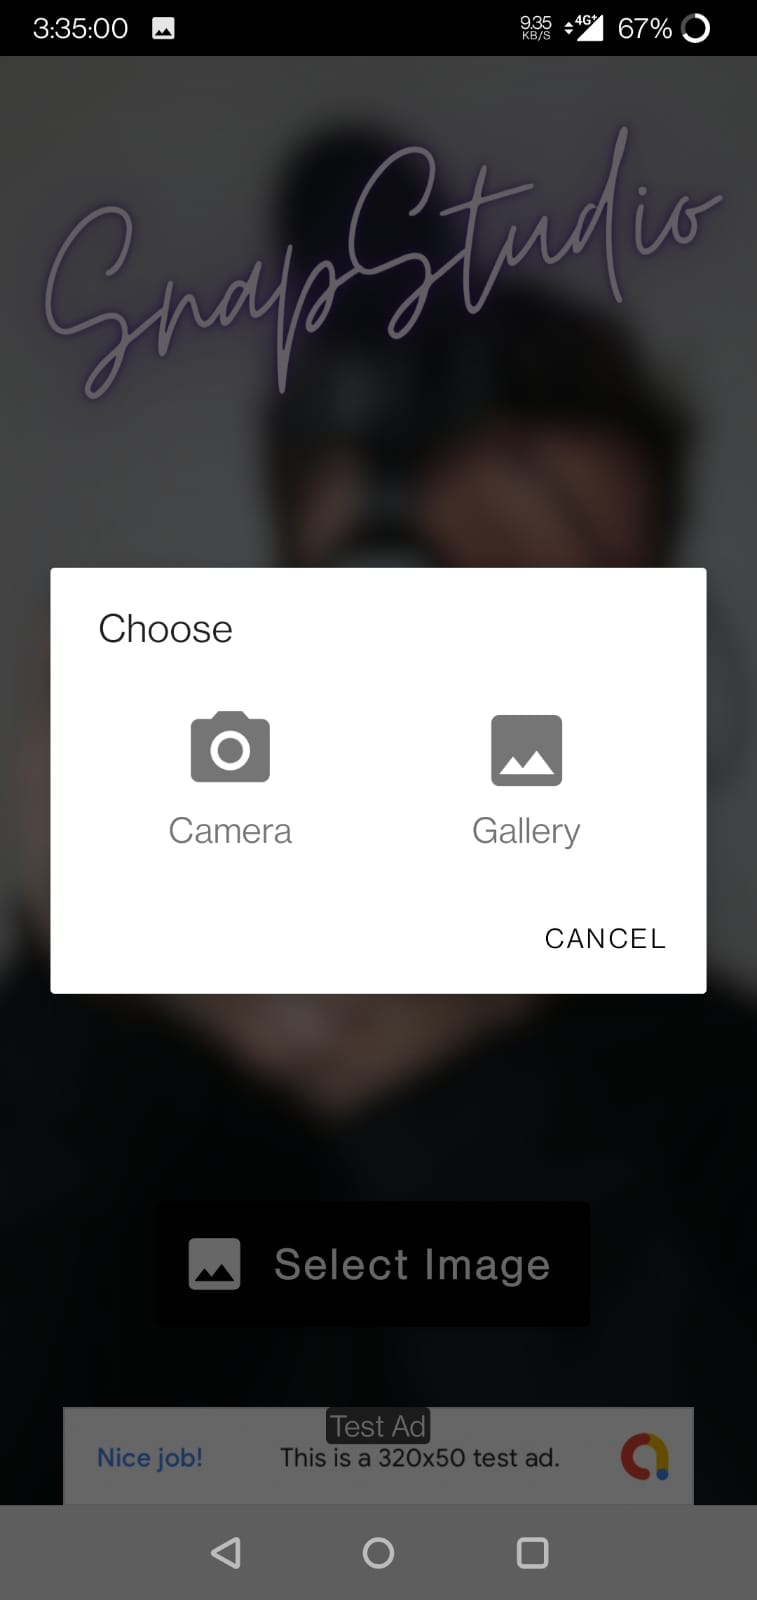 3:35:00 9.35 KB/S 4G+ 67%
SnapStudio
Choose
Camera Gallery
CANCEL
Select Image
Test Ad
Nice job! This is a 320x50 test ad.